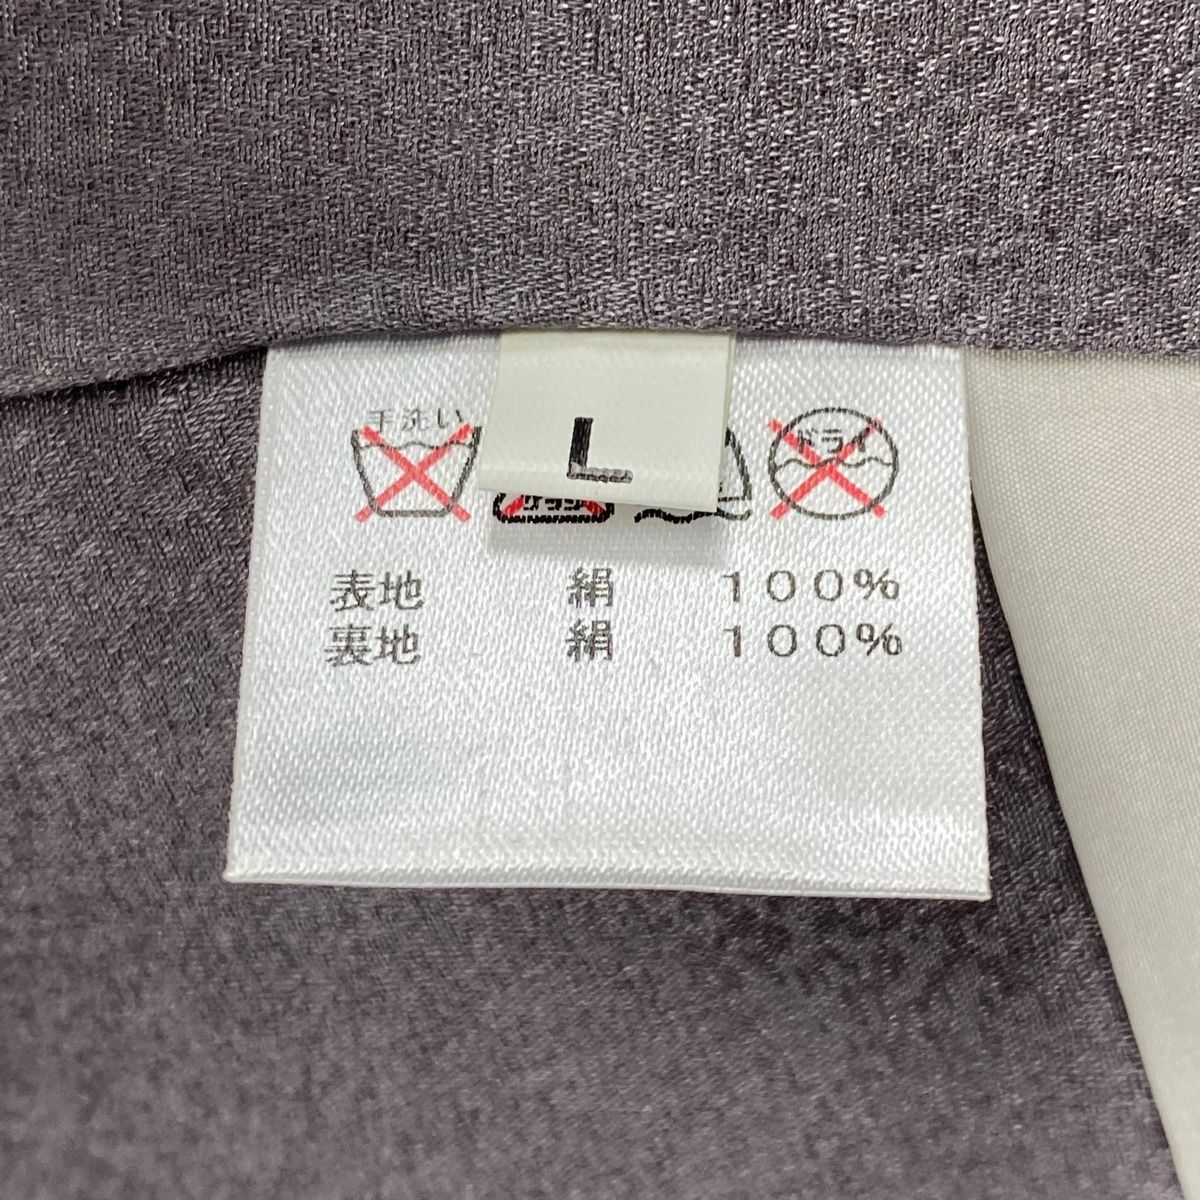 手洗い
L
ドライ
表地 絹 100%
裏地 絹 100%